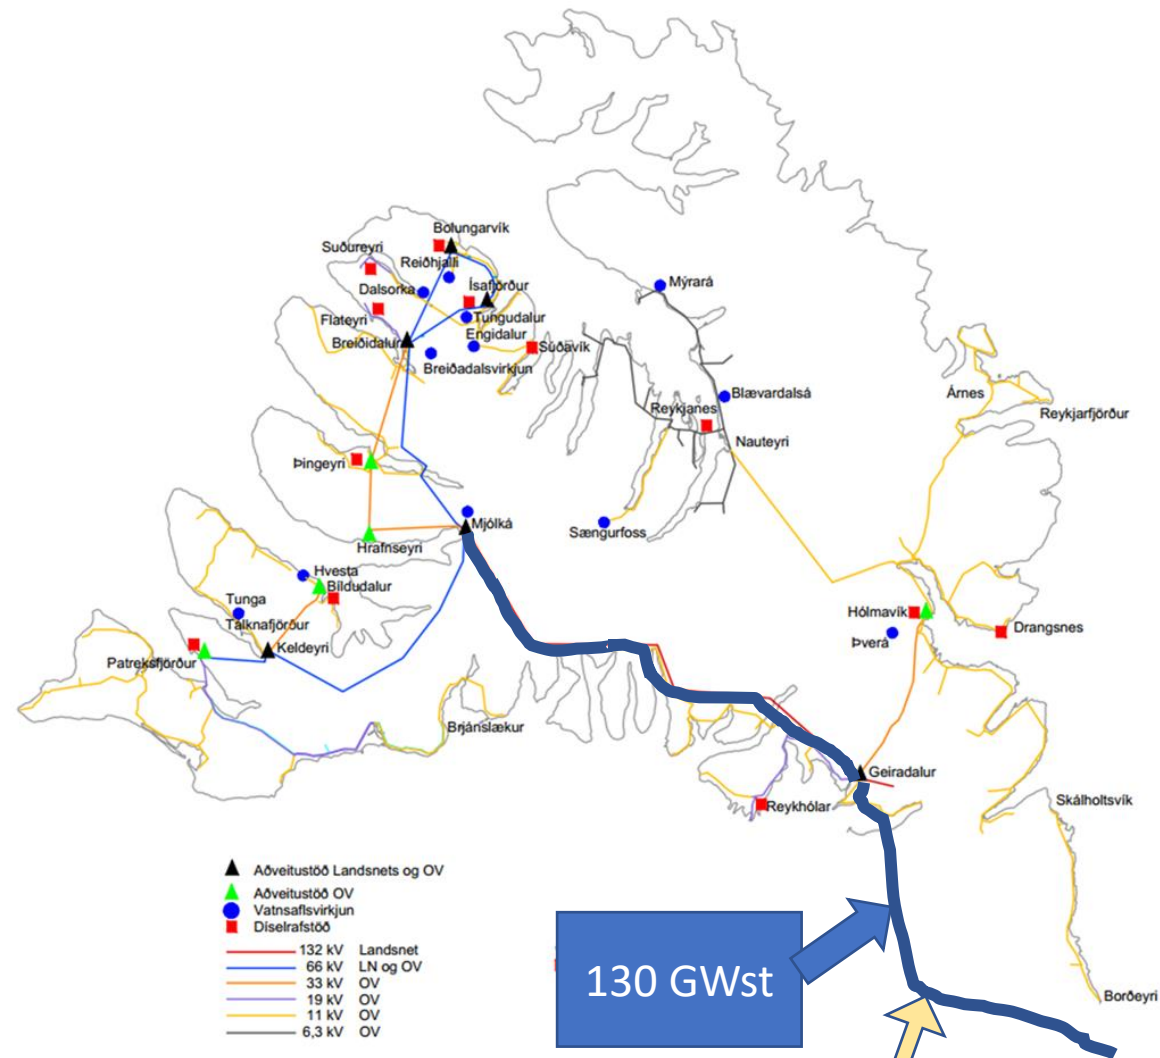 Bolungarvík
Suðureyri
Reiðhjalli
Ísafjörður
Dalsorka
Mýrará
Flateyri
Tungudalur
Engidalur
Breiðidalur
Súðavík
Breiðadalsvirkjun
Blævardalsá
Árnes
Reykjanes
Reykjarfjörður
Nauteyri
Þingeyri
Mjólká
Sængurfoss
Hrafnseyri
Hvesta
Bíldudalur
Tunga
Tálknafjörður
Hólmavík
Drangsnes
Keldeyri
Þverá
Patreksfjörður
Brjánslækur
Geiradalur
Reykhólar
Skálholtsvík
Aðveitustöð Landsnets og OV
Aðveitustöð OV
Vatnsaflsvirkjun
Díselrafstöð
132 kV Landsnet
66 kV LN og OV
33 kV OV
19 kV OV
11 kV OV
6,3 kV OV
130 GWst
Borðeyri